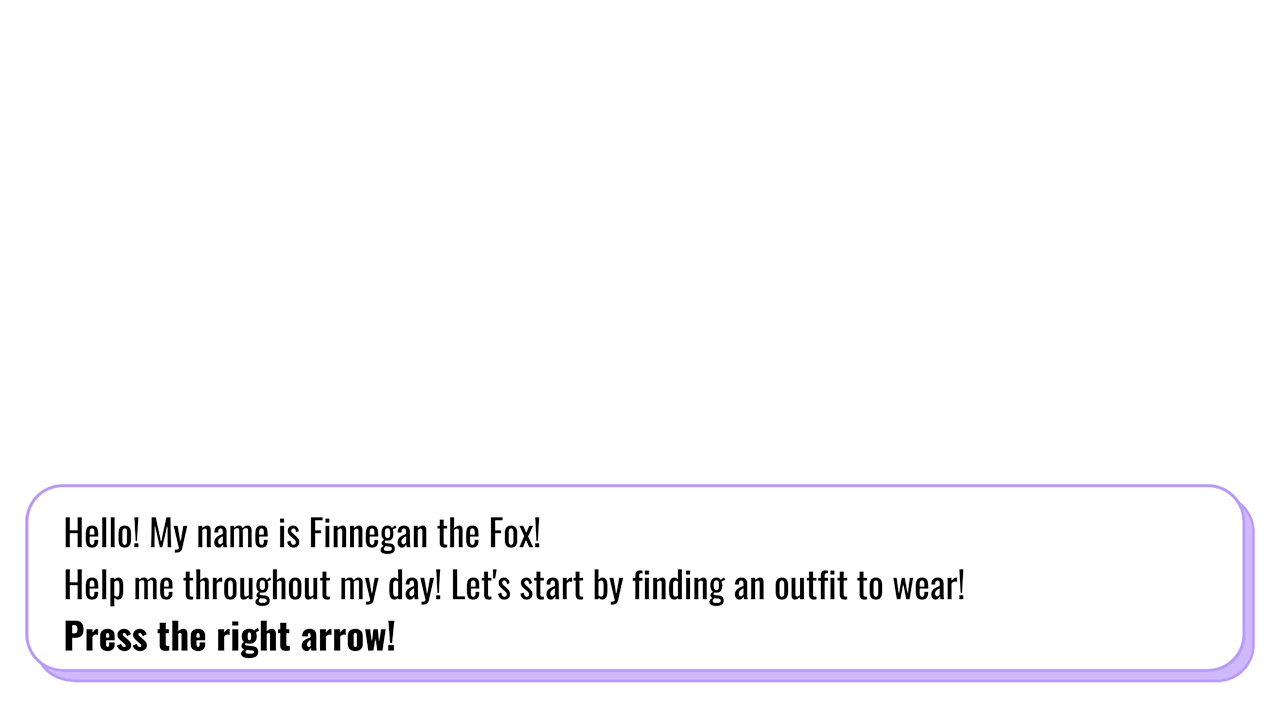 Hello! My name is Finnegan the Fox!
Help me throughout my day! Let's start by finding an outfit to wear!
Press the right arrow!